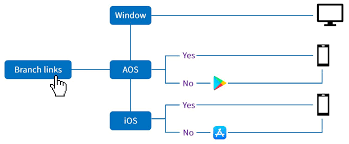 Window
Branch links
AOS
Yes
No
iOS
Yes
No